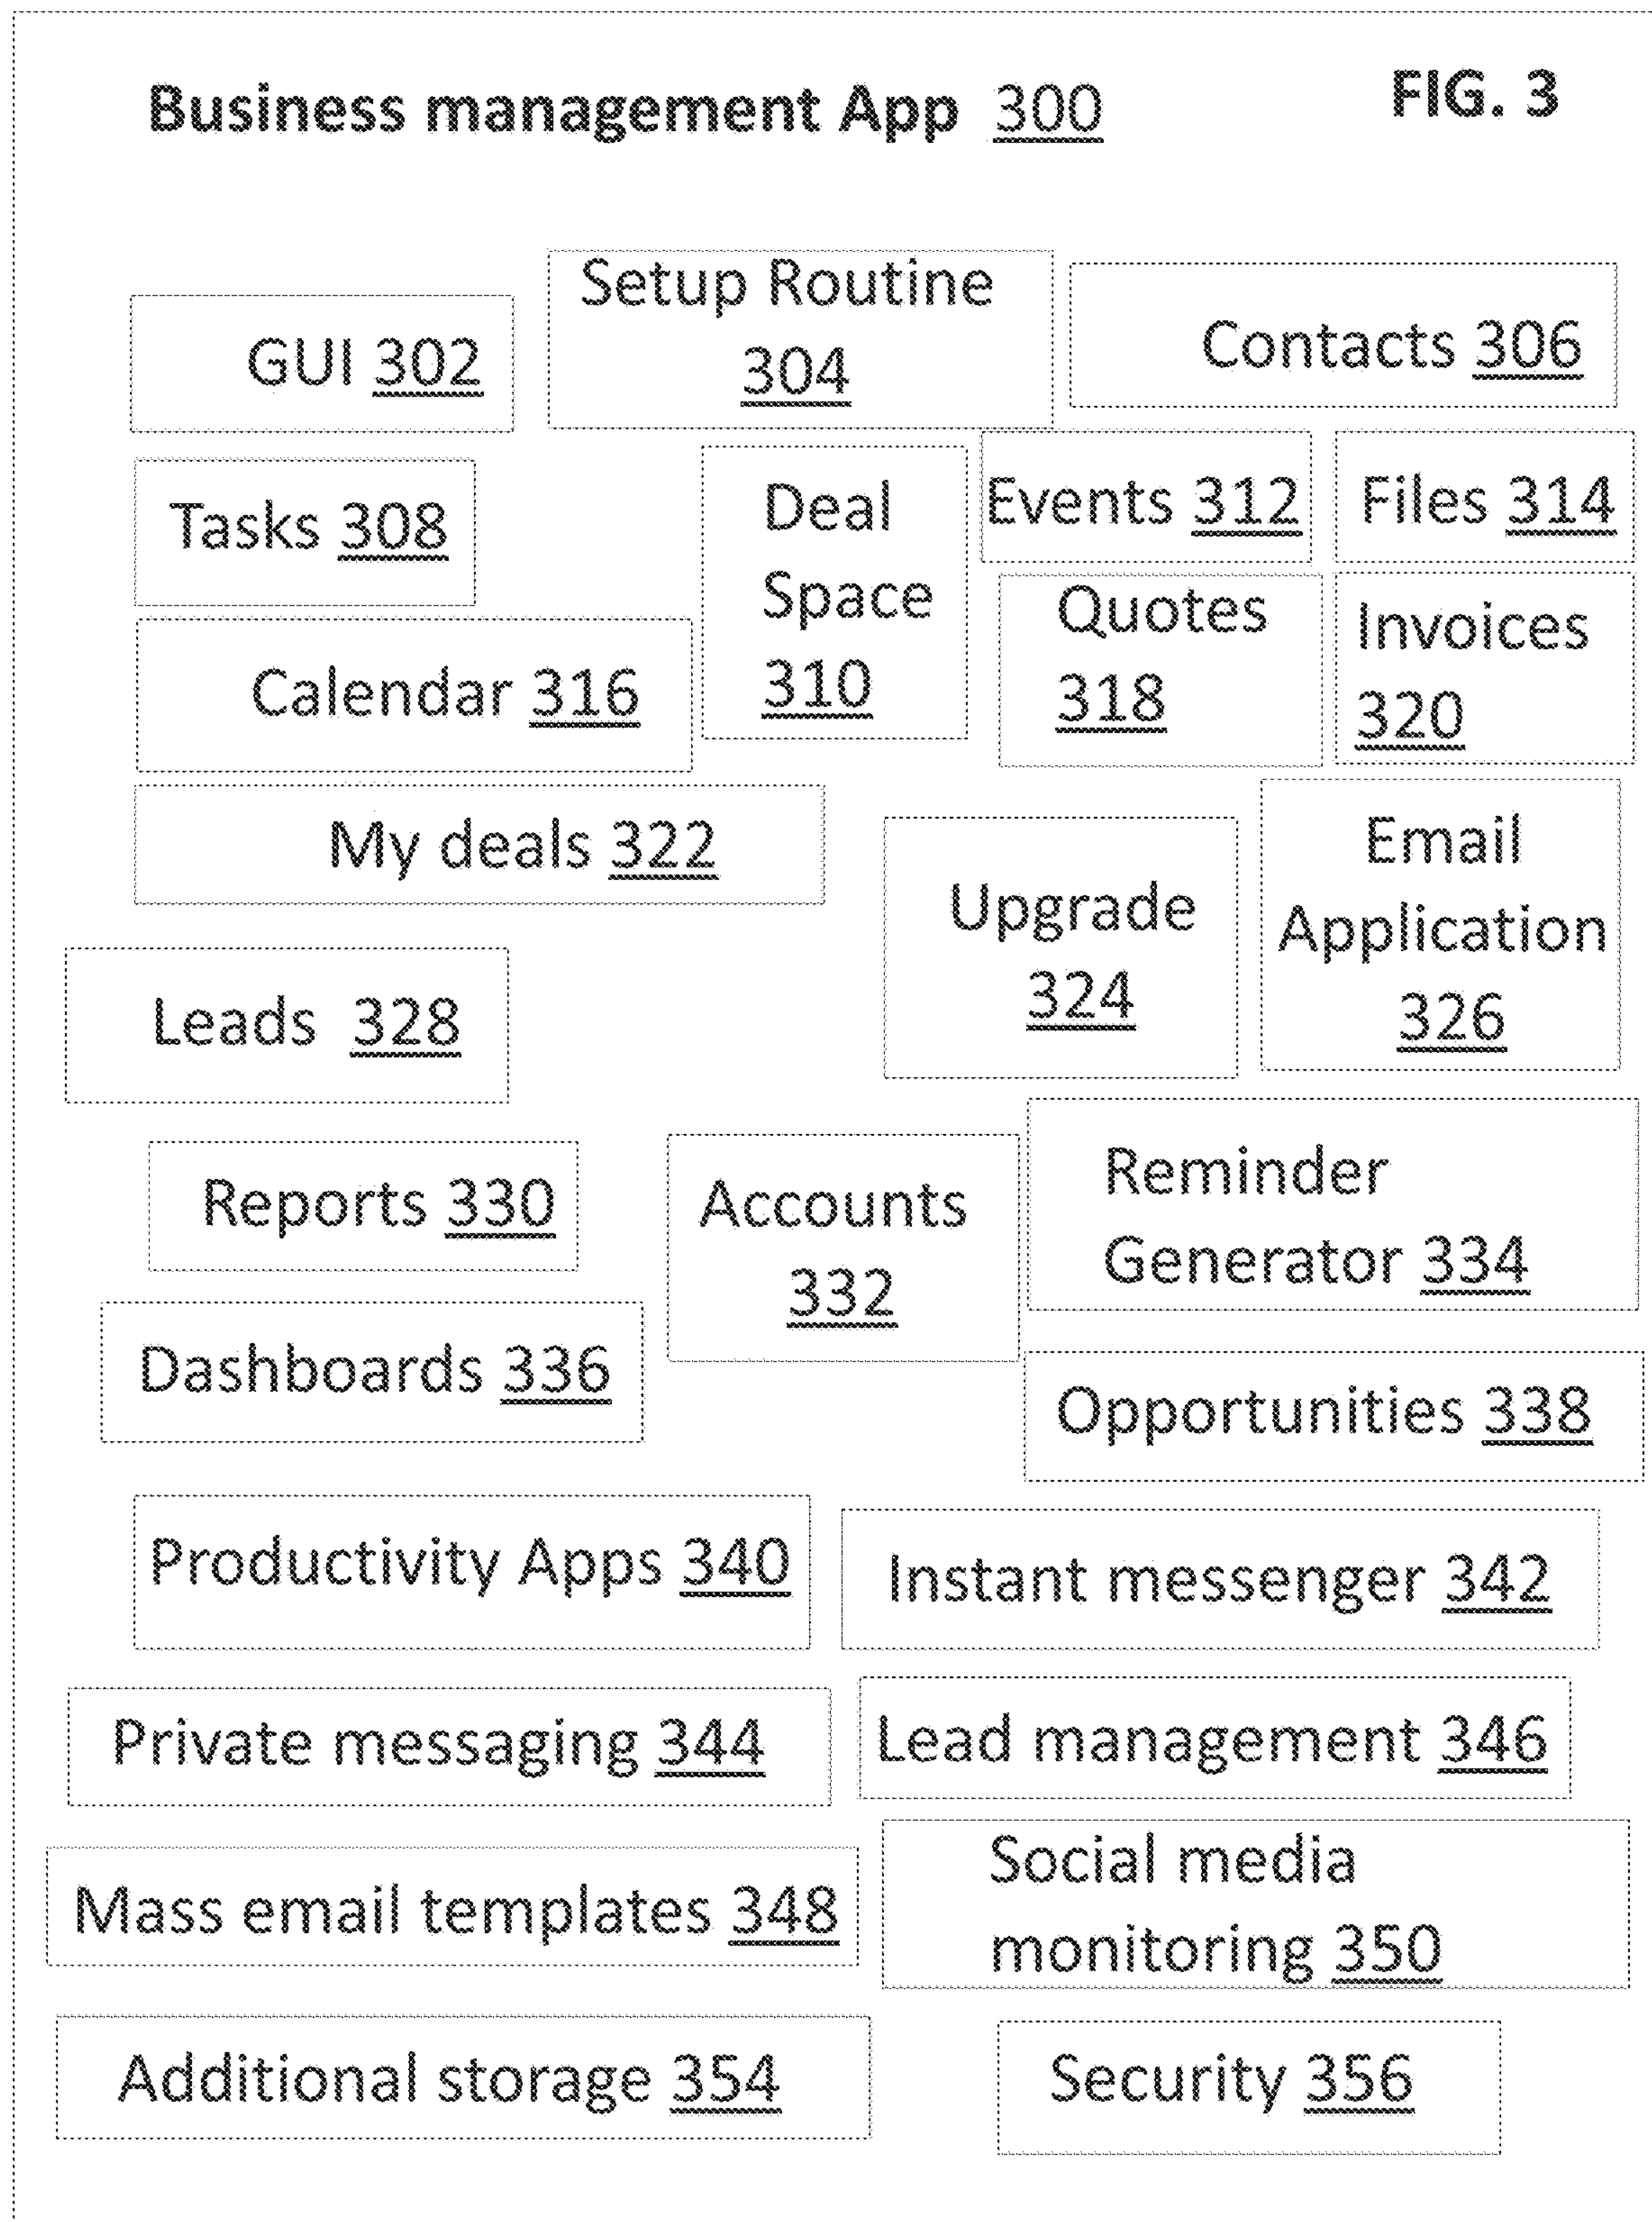 Business management App 300
FIG. 3
GUI 302
Setup Routine
304
Contacts 306
Tasks 308
Deal
Space
310
Events 312
Files 314
Calendar 316
Quotes
318
Invoices
320
My deals 322
Upgrade
324
Email
Application
326
Leads 328
Reports 330
Accounts
332
Reminder
Generator 334
Dashboards 336
Opportunities 338
Productivity Apps 340
Instant messenger 342
Private messaging 344
Lead management 346
Mass email templates 348
Social media
monitoring 350
Additional storage 354
Security 356